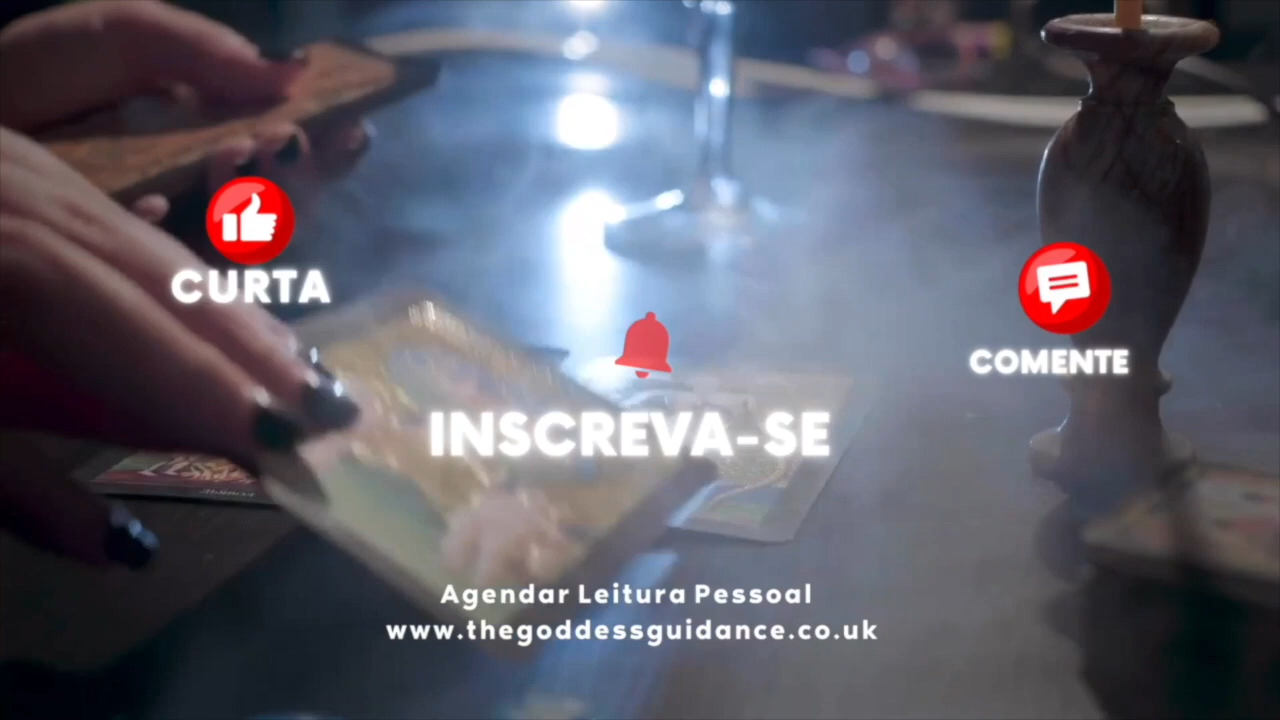 CURTA
COMENTE
INSCREVA-SE
Agendar Leitura Pessoal
www.thegoddessguidance.co.uk